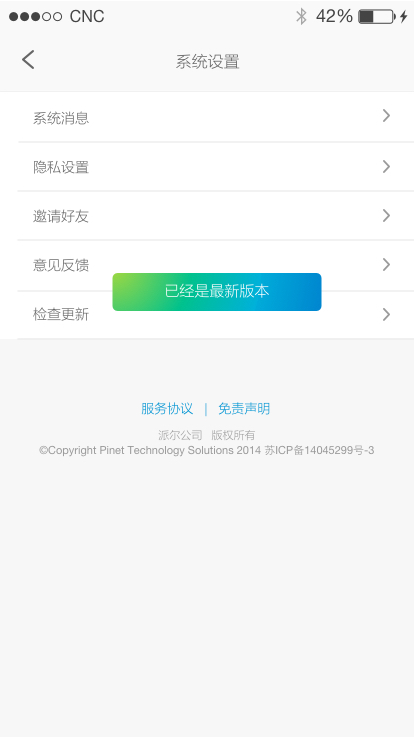 CNC 42%
系统设置
系统消息
隐私设置
邀请好友
意见反馈
已经是最新版本
检查更新
服务协议 | 免责声明
派尔公司 版权所有
©Copyright Pinet Technology Solutions 2014 苏ICP备14045299号-3